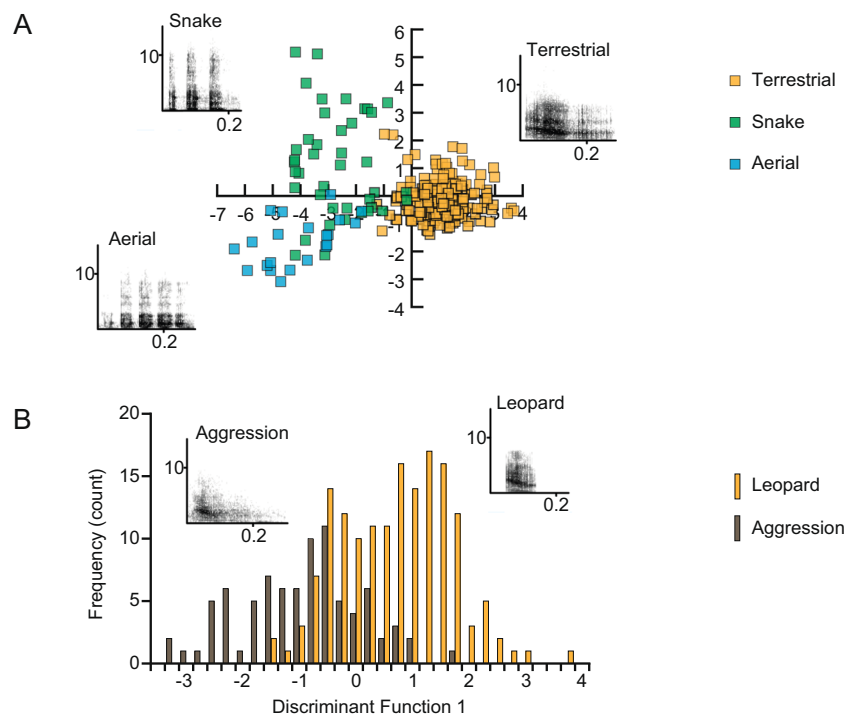 A
Snake
10
0.2
6
5
4
3
2
1
-7 -6 -5 -4 -3 -2 3 4
-1
-2
-3
-4
Terrestrial
10
0.2
Terrestrial
Snake
Aerial
Aerial
10
0.2
B
Frequency (count)
20
15
10
5
0
Aggression
10
0.2
Leopard
10
0.2
Leopard
Aggression
-3 -2 -1 0 1 2 3 4
Discriminant Function 1